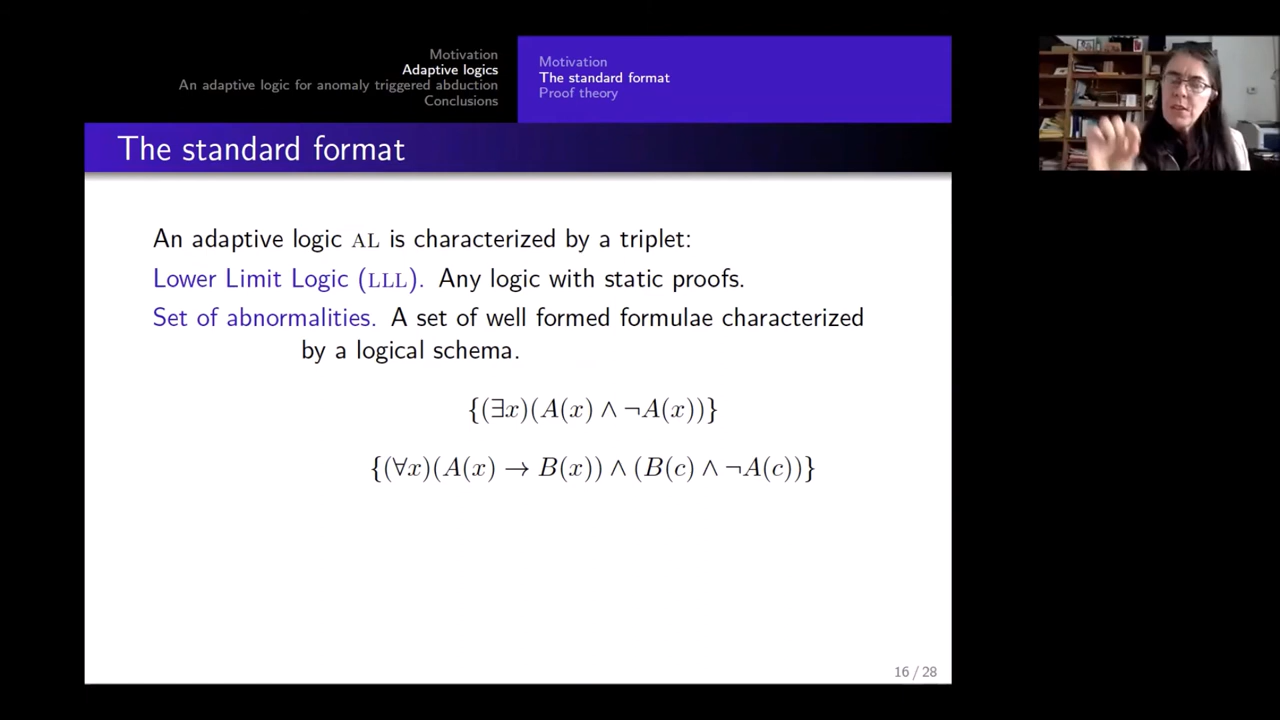 Motivation
Adaptive logics
An adaptive logic for anomaly triggered abduction
Conclusions
Motivation
The standard format
Proof theory
The standard format
An adaptive logic AL is characterized by a triplet:
Lower Limit Logic (LLL). Any logic with static proofs.
Set of abnormalities. A set of well formed formulae characterized
by a logical schema.
{(∃x)(A(x) ∧ ¬A(x))}
{(∀x)(A(x) → B(x)) ∧ (B(c) ∧ ¬A(c))}
16 / 28